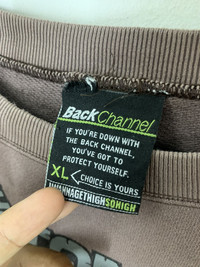 BackChannel
IF YOU'RE DOWN WITH
THE BACK CHANNEL,
YOU'VE GOT TO
PROTECT YOURSELF.
XL CHOICE IS YOURS
IWANNAGETHIGHSOHIGH